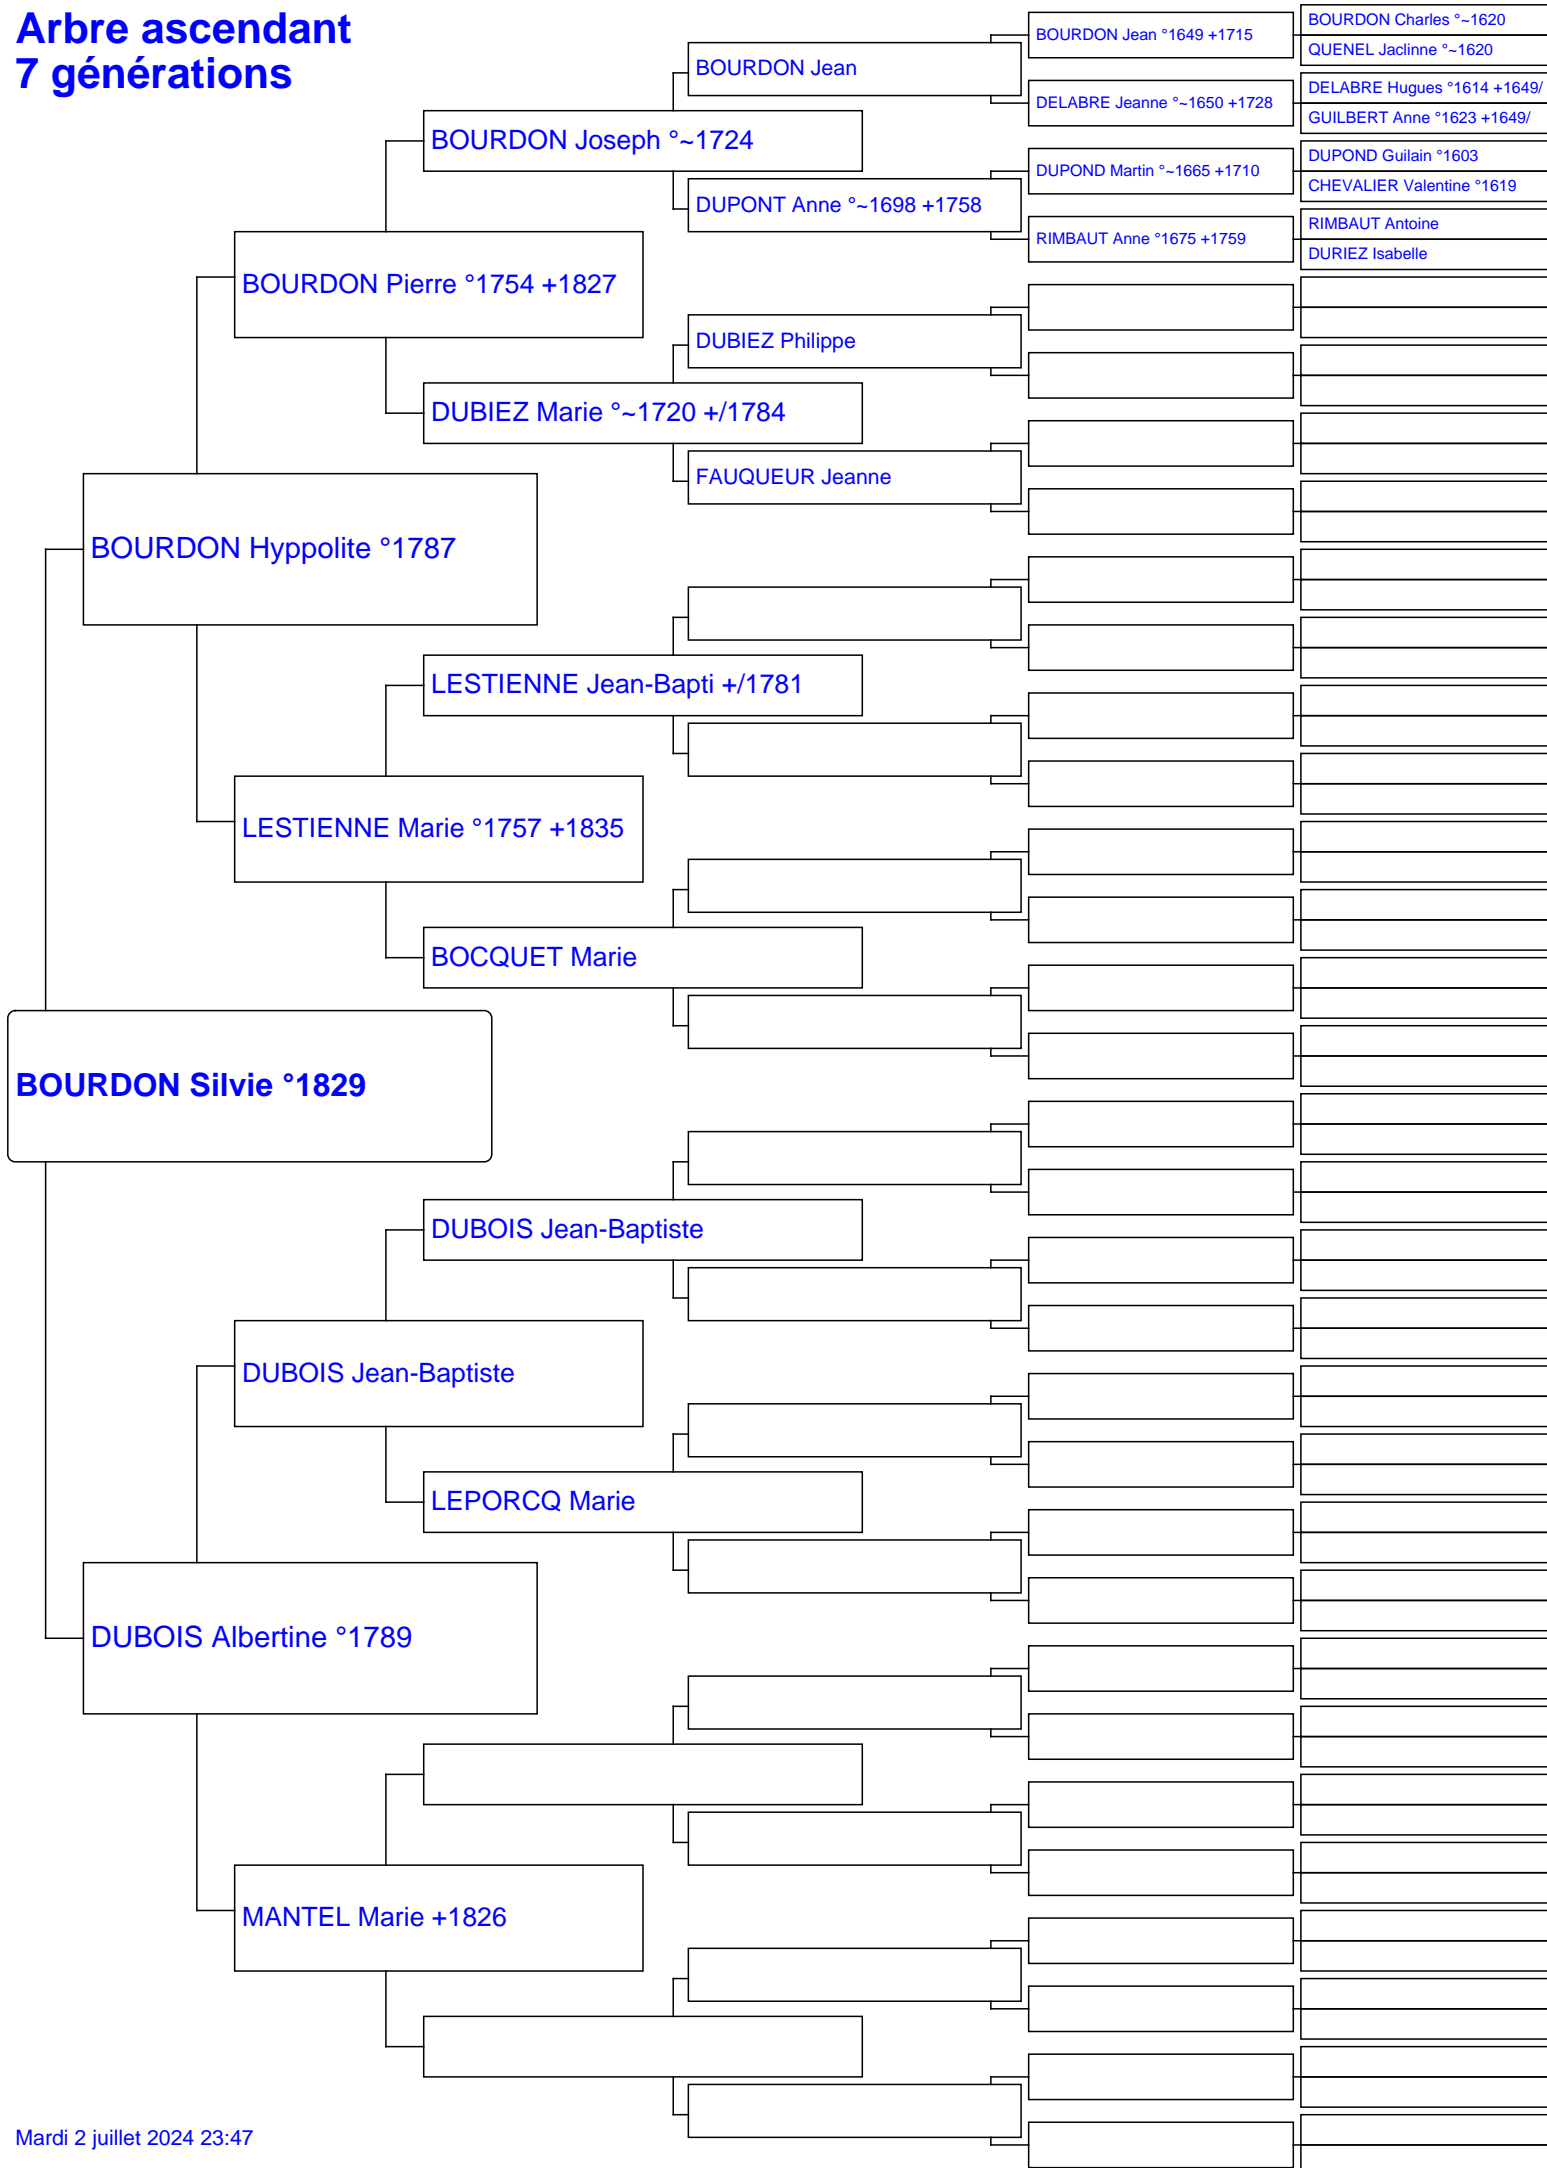 Arbre ascendant
7 générations
BOURDON Silvie °1829
BOURDON Hyppolite °1787
DUBOIS Albertine °1789
BOURDON Pierre °1754 +1827
LESTIENNE Marie °1757 +1835
DUBOIS Jean-Baptiste
MANTEL Marie +1826
BOURDON Joseph °~1724
DUBIEZ Marie °~1720 +/1784
LESTIENNE Jean-Bapti +/1781
BOCQUET Marie
DUBOIS Jean-Baptiste
LEPORCQ Marie
BOURDON Jean
DUPONT Anne °~1698 +1758
DUBIEZ Philippe
FAUQUEUR Jeanne
BOURDON Jean °1649 +1715
DELABRE Jeanne °~1650 +1728
DUPOND Martin °~1665 +1710
RIMBAUT Anne °1675 +1759
BOURDON Charles °~1620
QUENEL Jaclinne °~1620
DELABRE Hugues °1614 +1649/
GUILBERT Anne °1623 +1649/
DUPOND Guilain °1603
CHEVALIER Valentine °1619
RIMBAUT Antoine
DURIEZ Isabelle
Mardi 2 juillet 2024 23:47